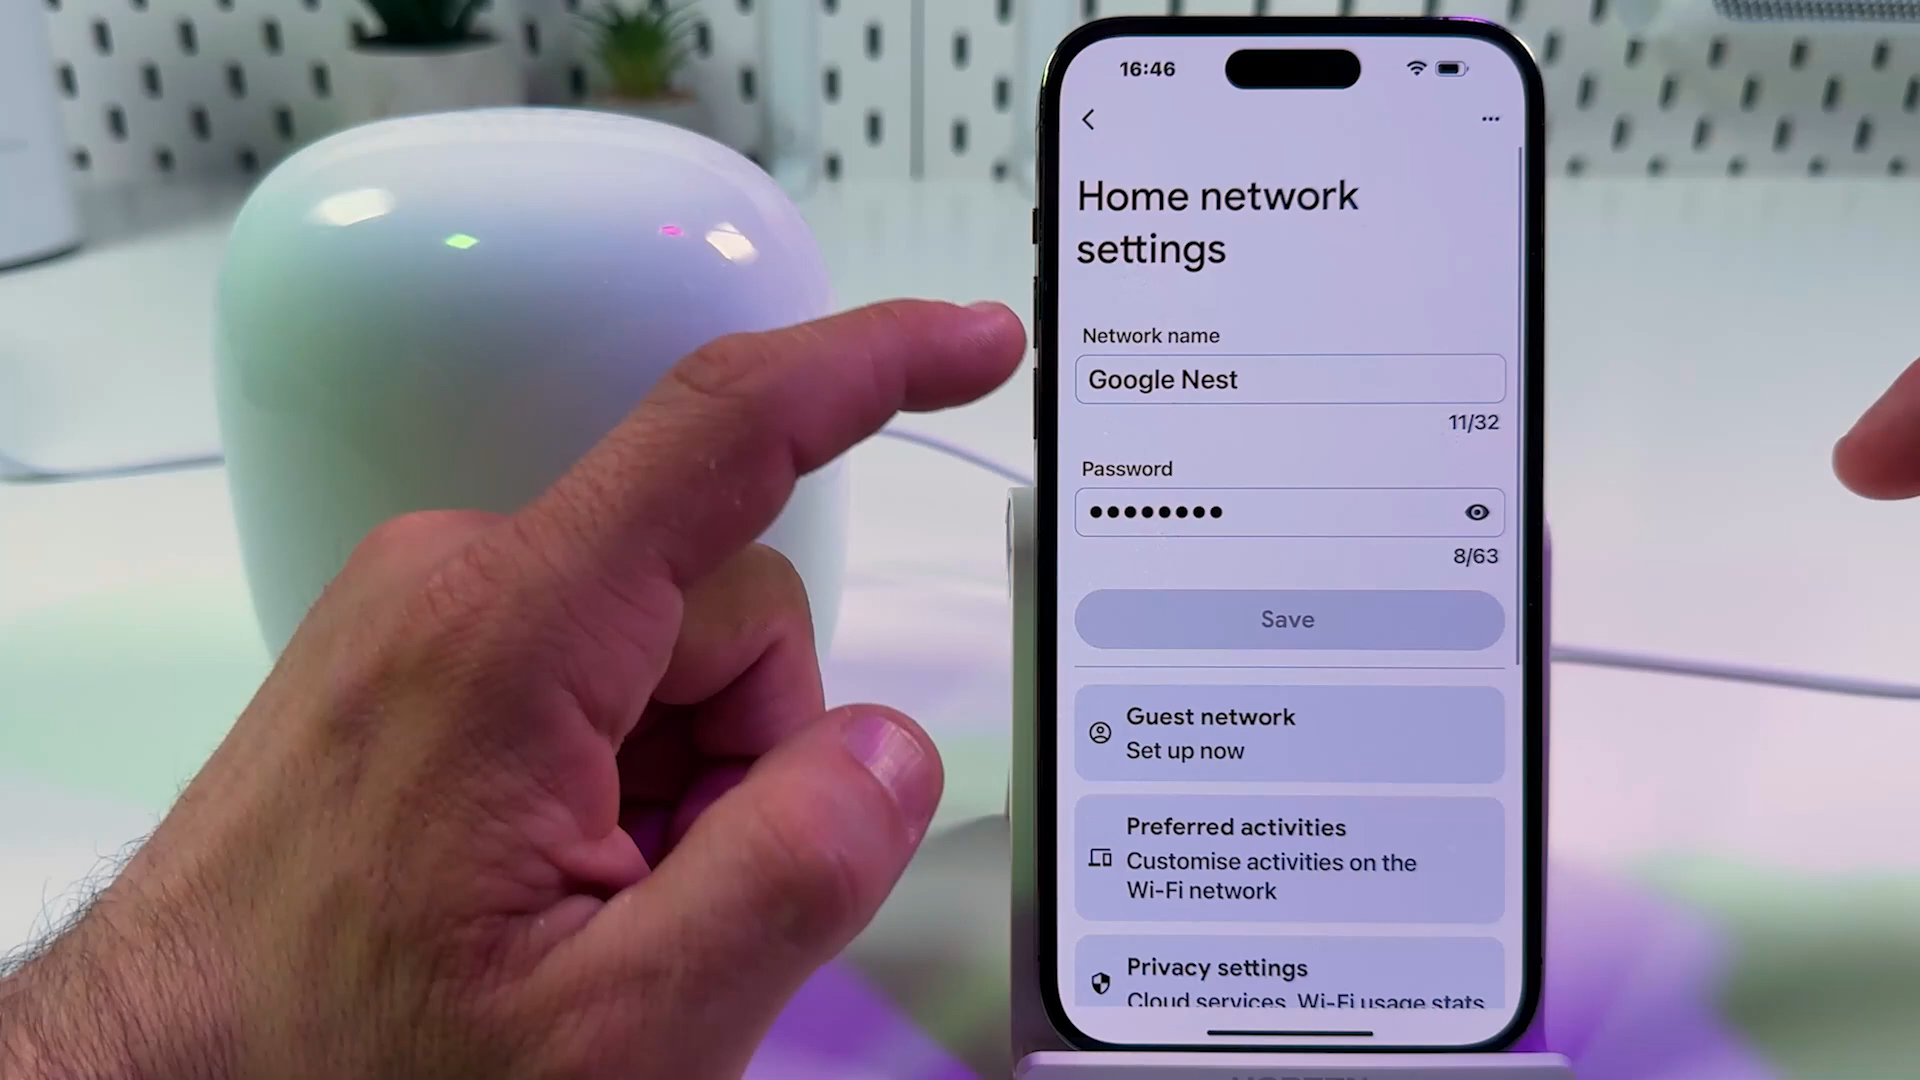 16:46
Home network
settings
Network name
Google Nest
11/32
Password
••••••••
8/63
Save
Guest network
Set up now
Preferred activities
Customise activities on the
Wi-Fi network
Privacy settings
Cloud services, Wi-Fi usage stats